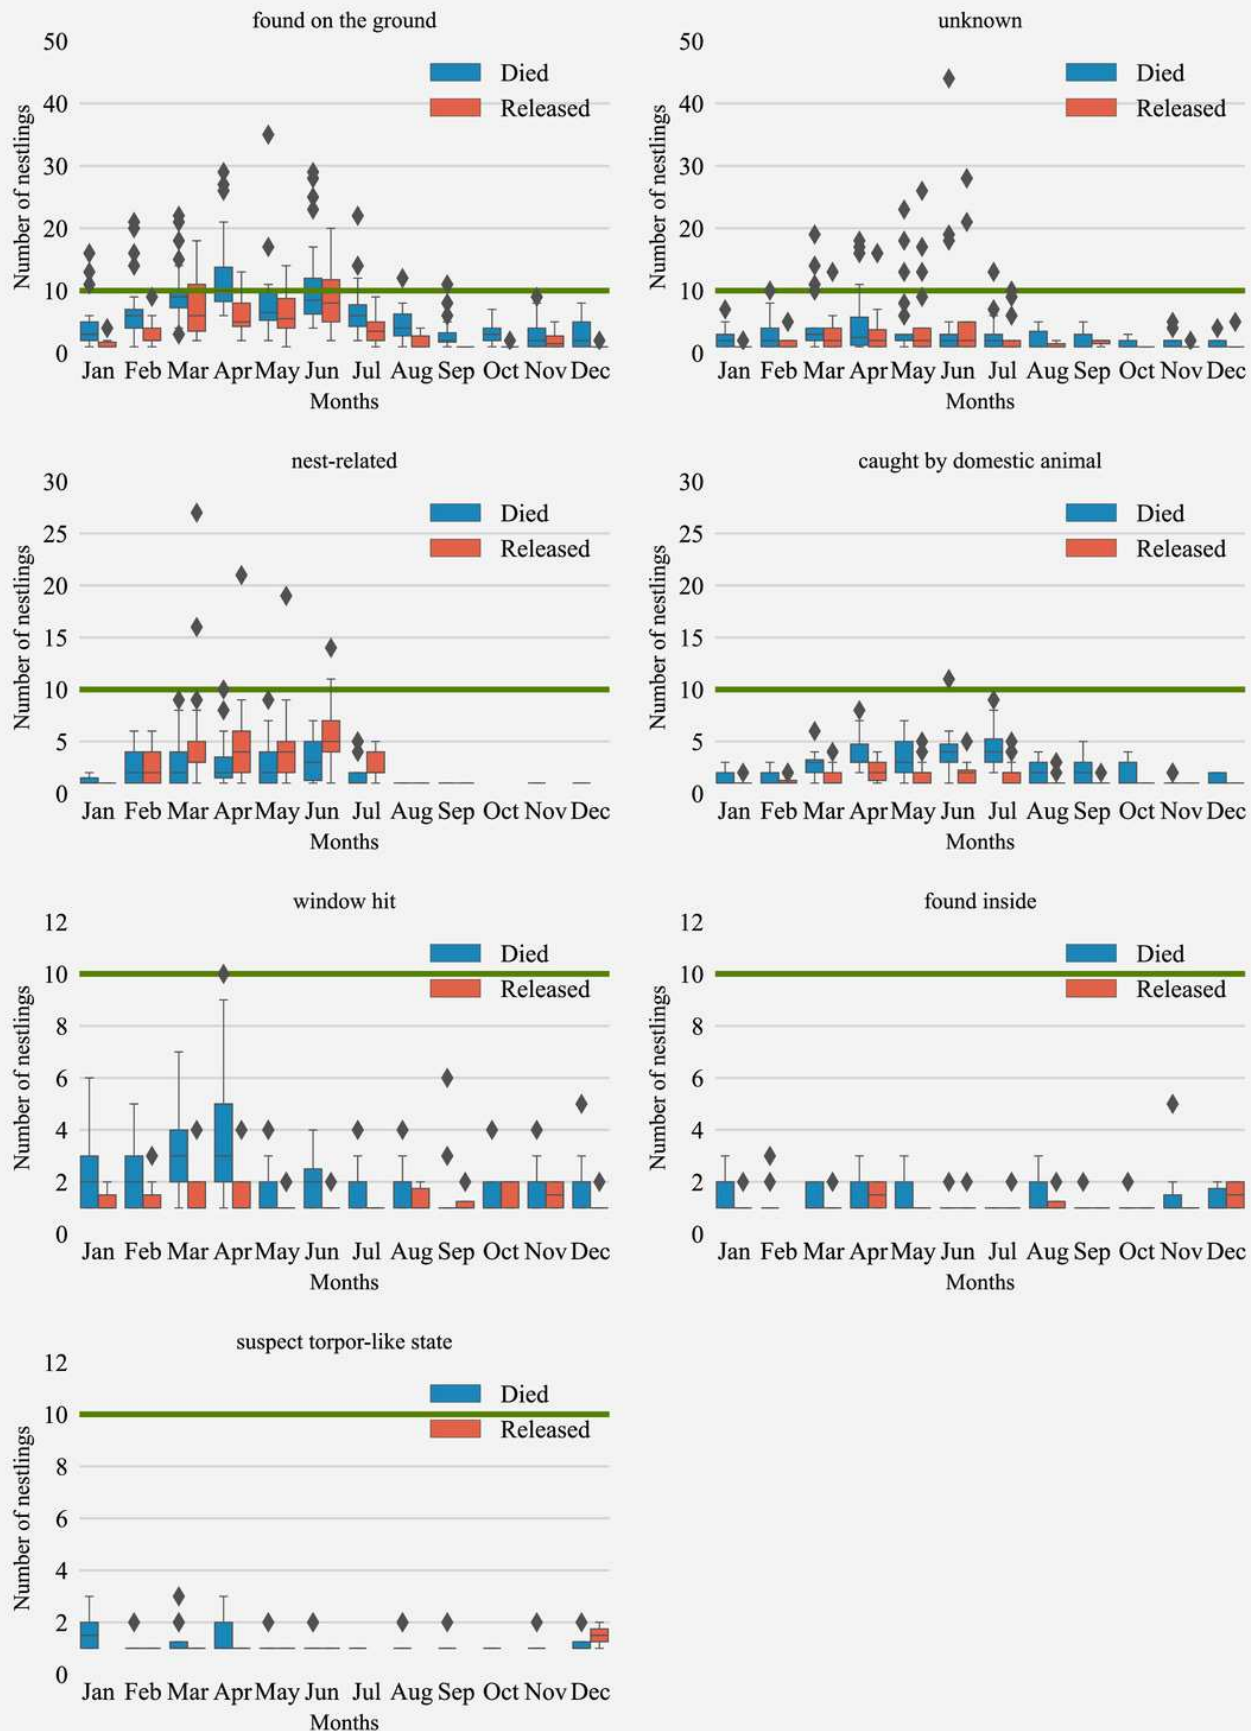 found on the ground
50
40
30
20
10
0
Number of nestlings
Died
Released
Jan Feb Mar Apr May Jun Jul Aug Sep Oct Nov Dec
Months
unknown
50
40
30
20
10
0
Number of nestlings
Died
Released
Jan Feb Mar Apr May Jun Jul Aug Sep Oct Nov Dec
Months
nest-related
30
25
20
15
10
5
0
Number of nestlings
Died
Released
Jan Feb Mar Apr May Jun Jul Aug Sep Oct Nov Dec
Months
caught by domestic animal
30
25
20
15
10
5
0
Number of nestlings
Died
Released
Jan Feb Mar Apr May Jun Jul Aug Sep Oct Nov Dec
Months
window hit
12
10
8
6
4
2
0
Number of nestlings
Died
Released
Jan Feb Mar Apr May Jun Jul Aug Sep Oct Nov Dec
Months
found inside
12
10
8
6
4
2
0
Number of nestlings
Died
Released
Jan Feb Mar Apr May Jun Jul Aug Sep Oct Nov Dec
Months
suspect torpor-like state
12
10
8
6
4
2
0
Number of nestlings
Died
Released
Jan Feb Mar Apr May Jun Jul Aug Sep Oct Nov Dec
Months